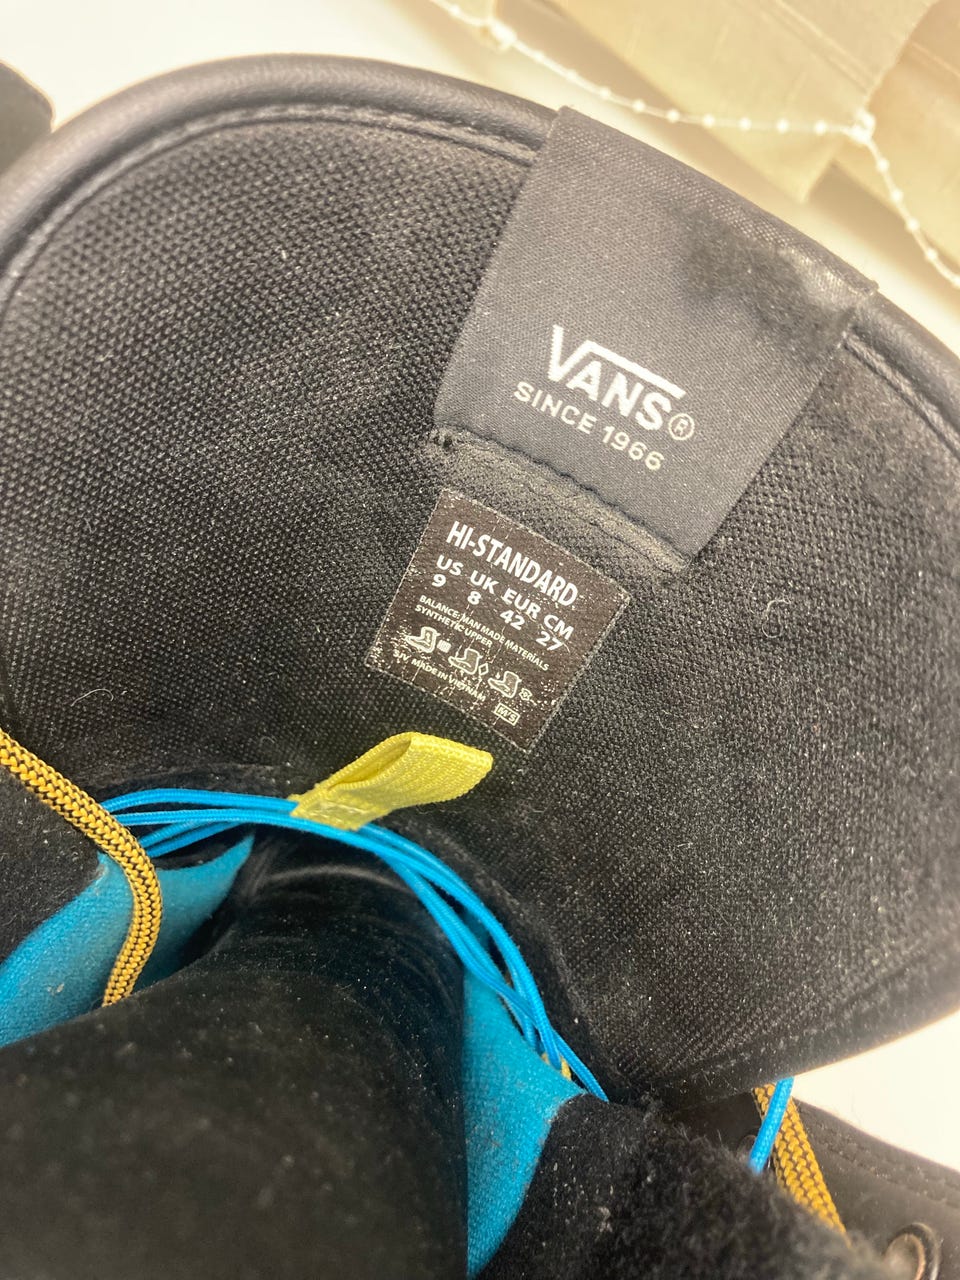 VANS®
SINCE 1966
HI-STANDARD
US UK EUR CM
9 8 42 27
BALANCE:MAN MADE MATERIALS
SYNTHETIC UPPER
S/V. MADE IN VIETNAM
M'S